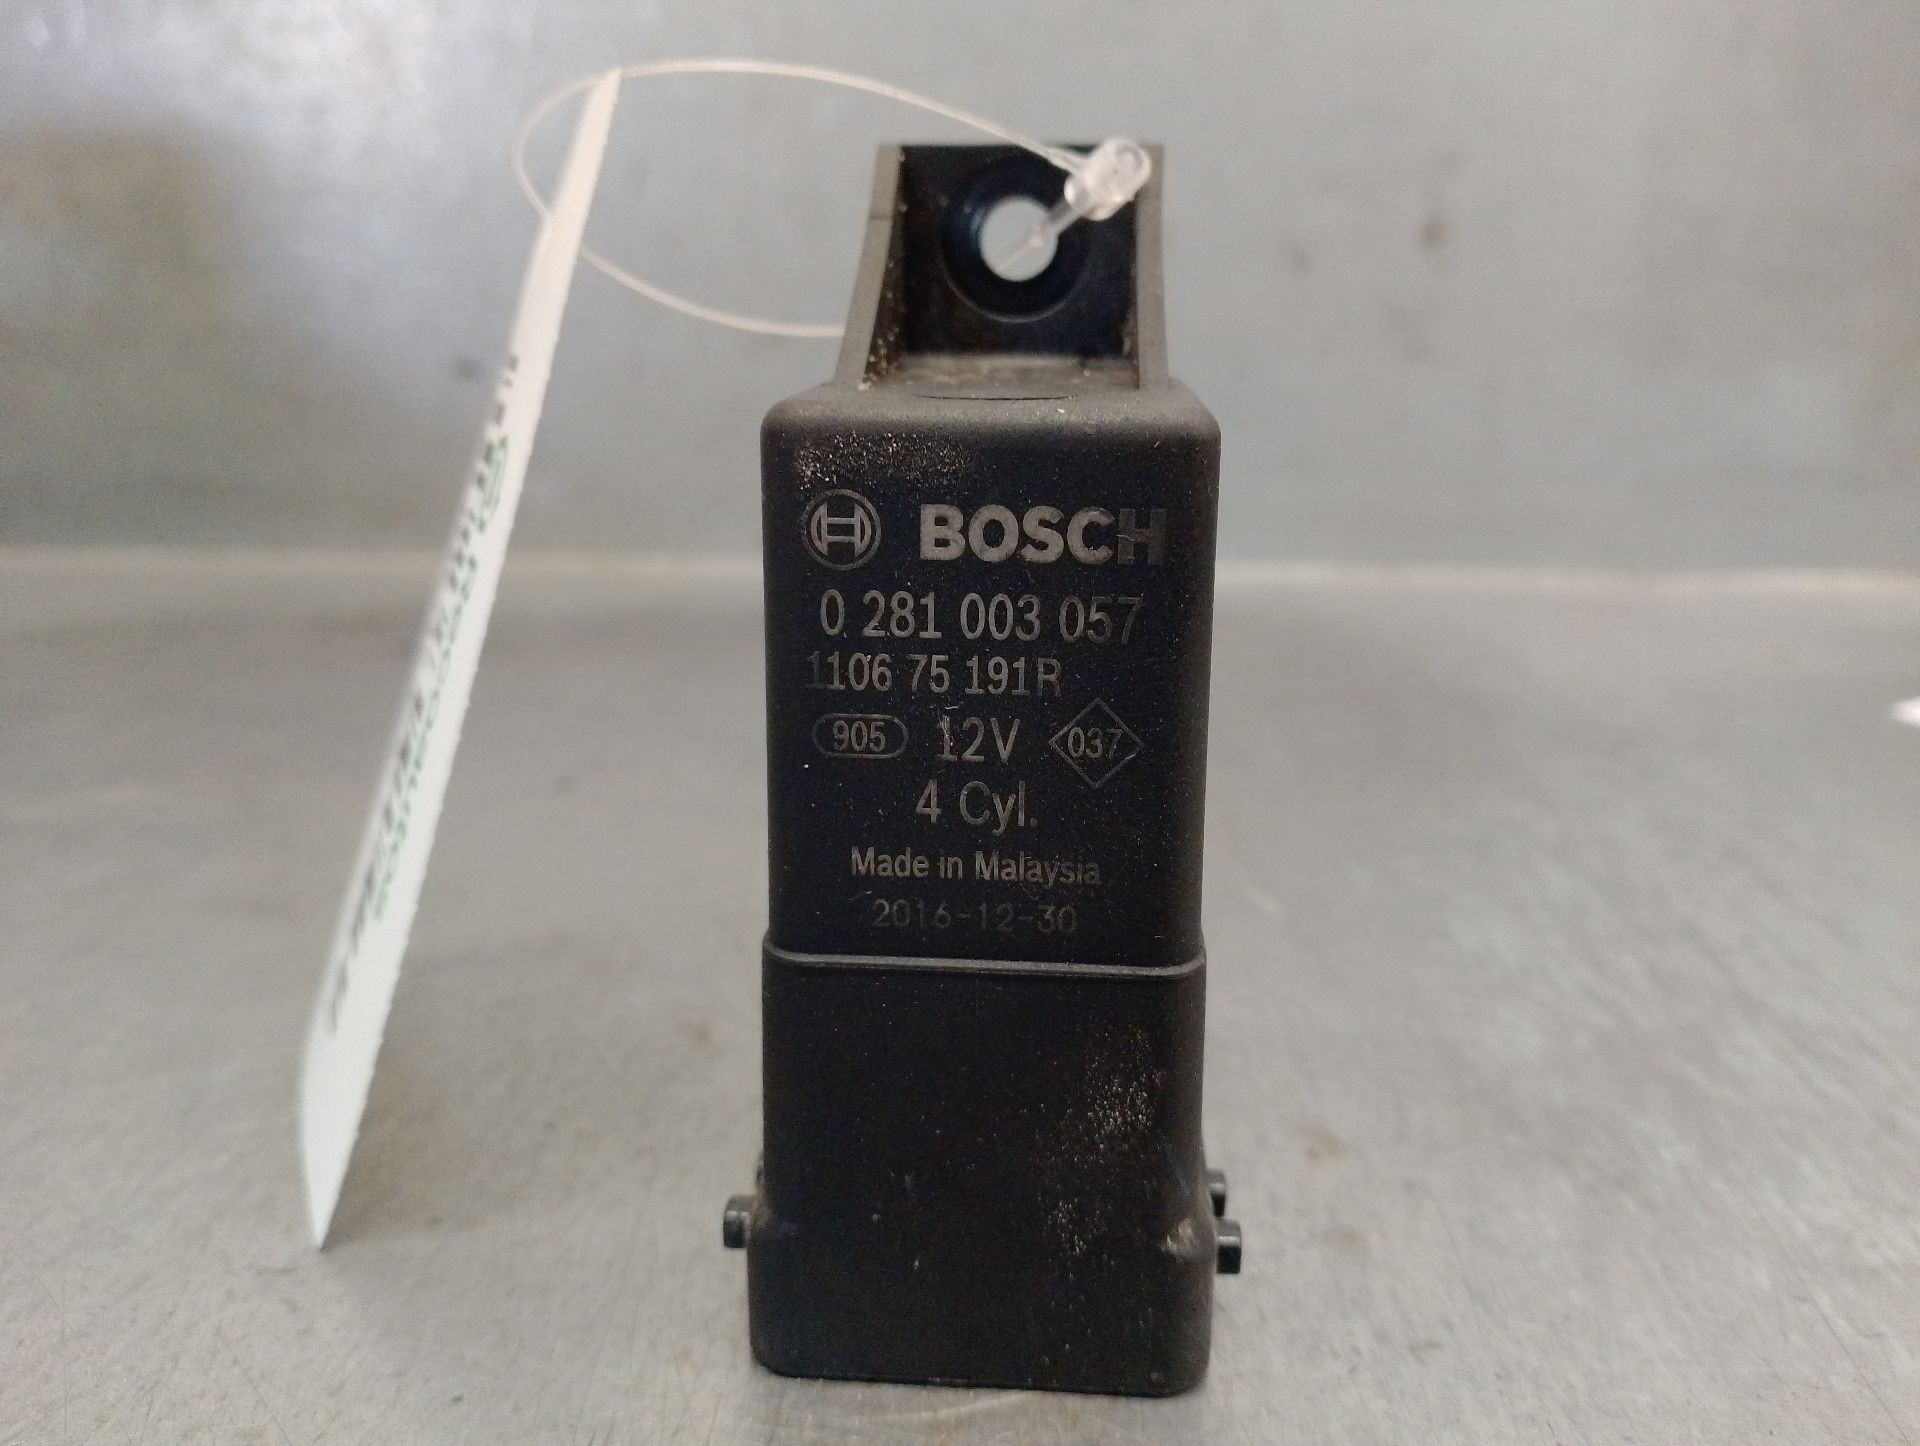 BOSCH
0 281 003 057
1106 75 191R
905 12V 037
4 Cyl.
Made in Malaysia
2016-12-30